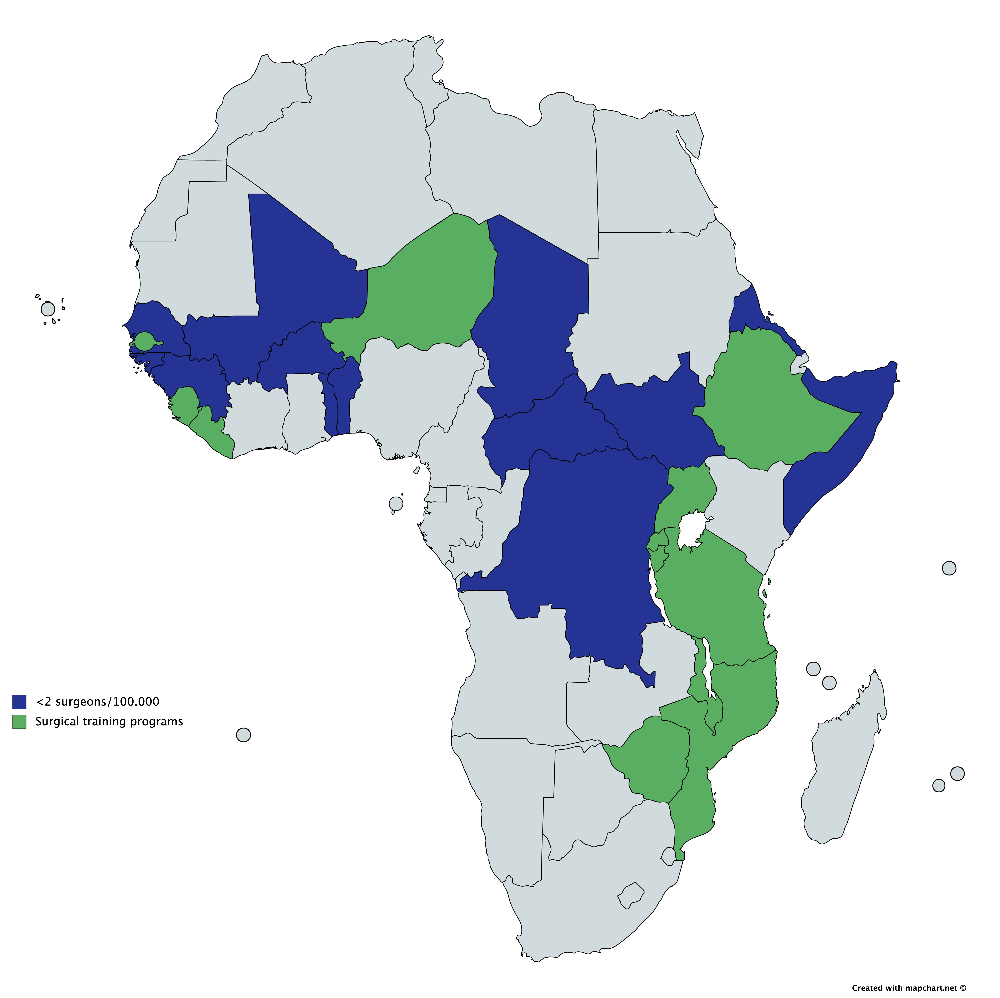 <2 surgeons/100.000
Surgical training programs
Created with mapchart.net ©